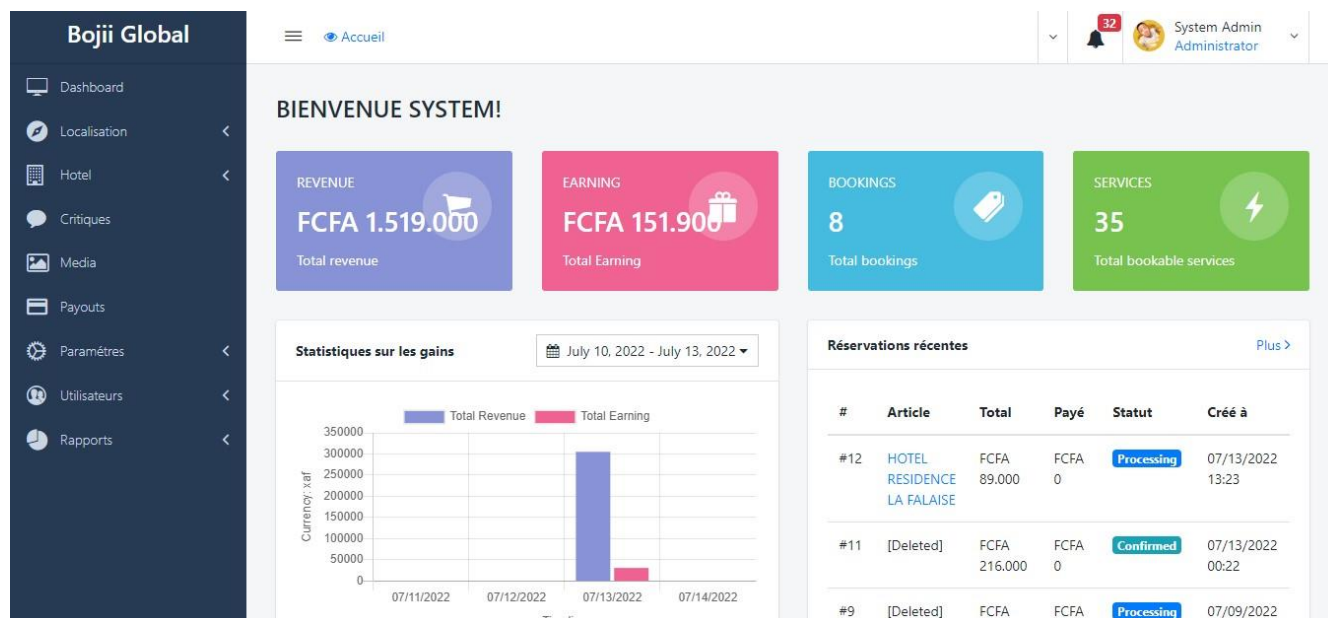 Bojii Global
Accueil
32
System Admin
Administrator
Dashboard
Localisation
Hotel
Critiques
Media
Payouts
Paramétres
Utilisateurs
Rapports
BIENVENUE SYSTEM!
REVENUE
FCFA 1.519.000
Total revenue
EARNING
FCFA 151.900
Total Earning
BOOKINGS
8
Total bookings
SERVICES
35
Total bookable services
Statistiques sur les gains
July 10, 2022 - July 13, 2022
Total Revenue Total Earning
350000
300000
250000
200000
150000
100000
50000
0
Currency: xaf
07/11/2022 07/12/2022 07/13/2022 07/14/2022
Réservations récentes
Plus
# Article Total Payé Statut Créé à
#12 HOTEL FCFA FCFA Processing 07/13/2022
RESIDENCE 89.000 0 13:23
LA FALAISE
#11 [Deleted] FCFA FCFA Confirmed 07/13/2022
216.000 0 00:22
#9 [Deleted] FCFA FCFA Processing 07/09/2022